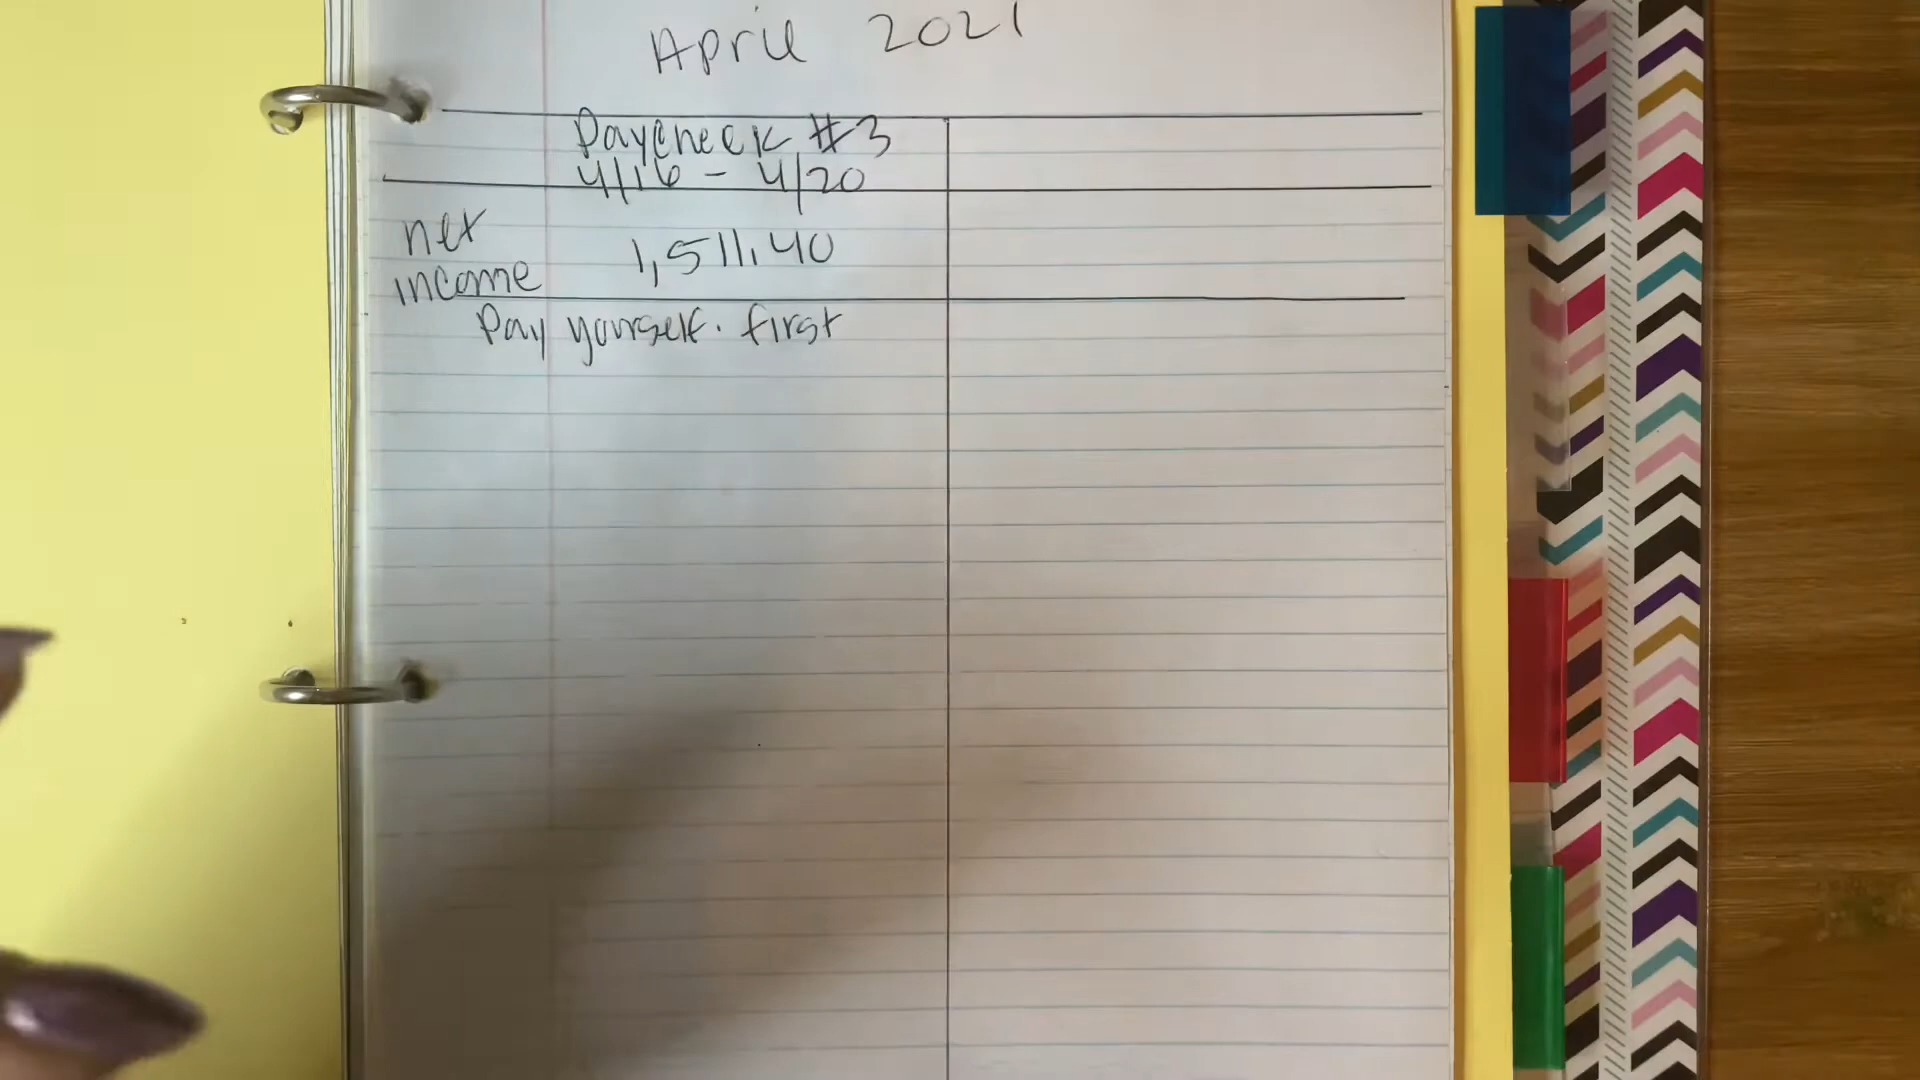 April 2021
Paycheck #3
4/16 - 4/20
net
income 1,511.40
Pay yourself. first